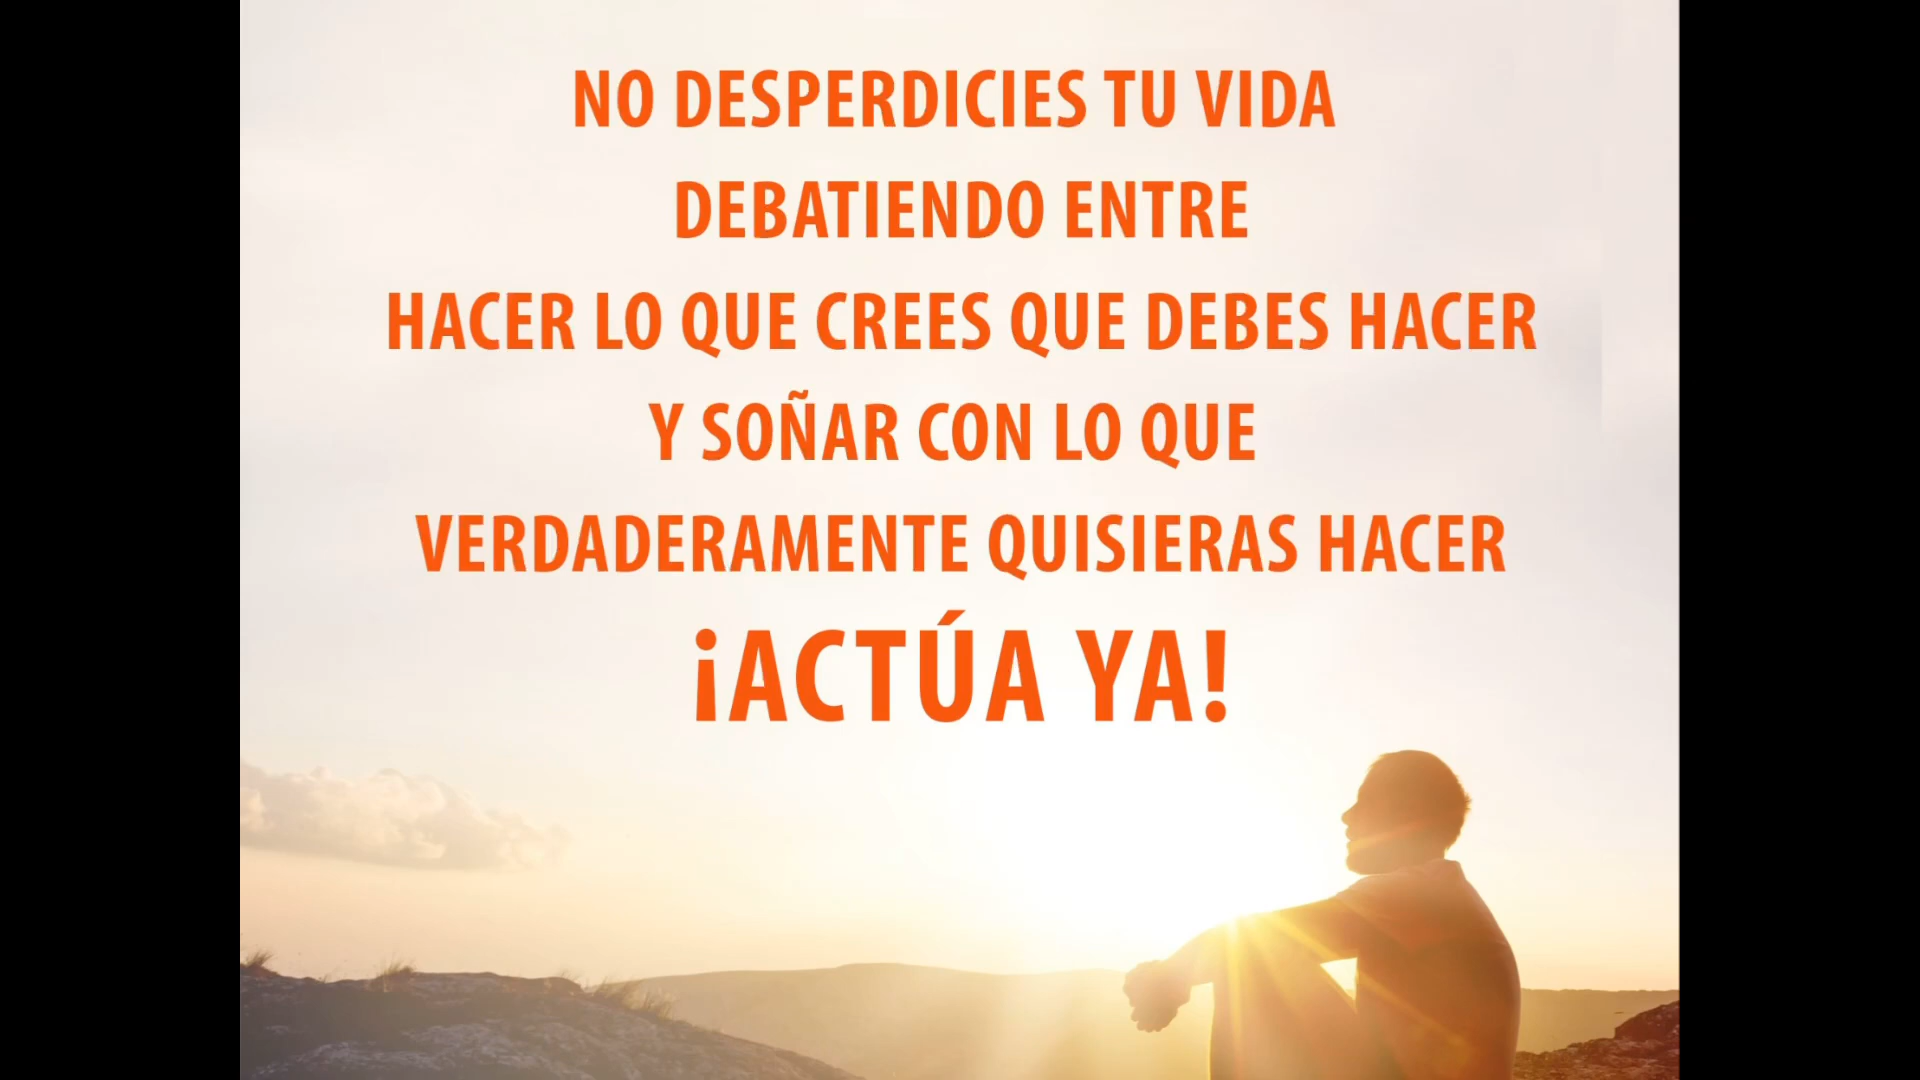 NO DESPERDICIES TU VIDA
DEBATIENDO ENTRE
HACER LO QUE CREES QUE DEBES HACER
Y SOÑAR CON LO QUE
VERDADERAMENTE QUISIERAS HACER
¡ACTÚA YA!